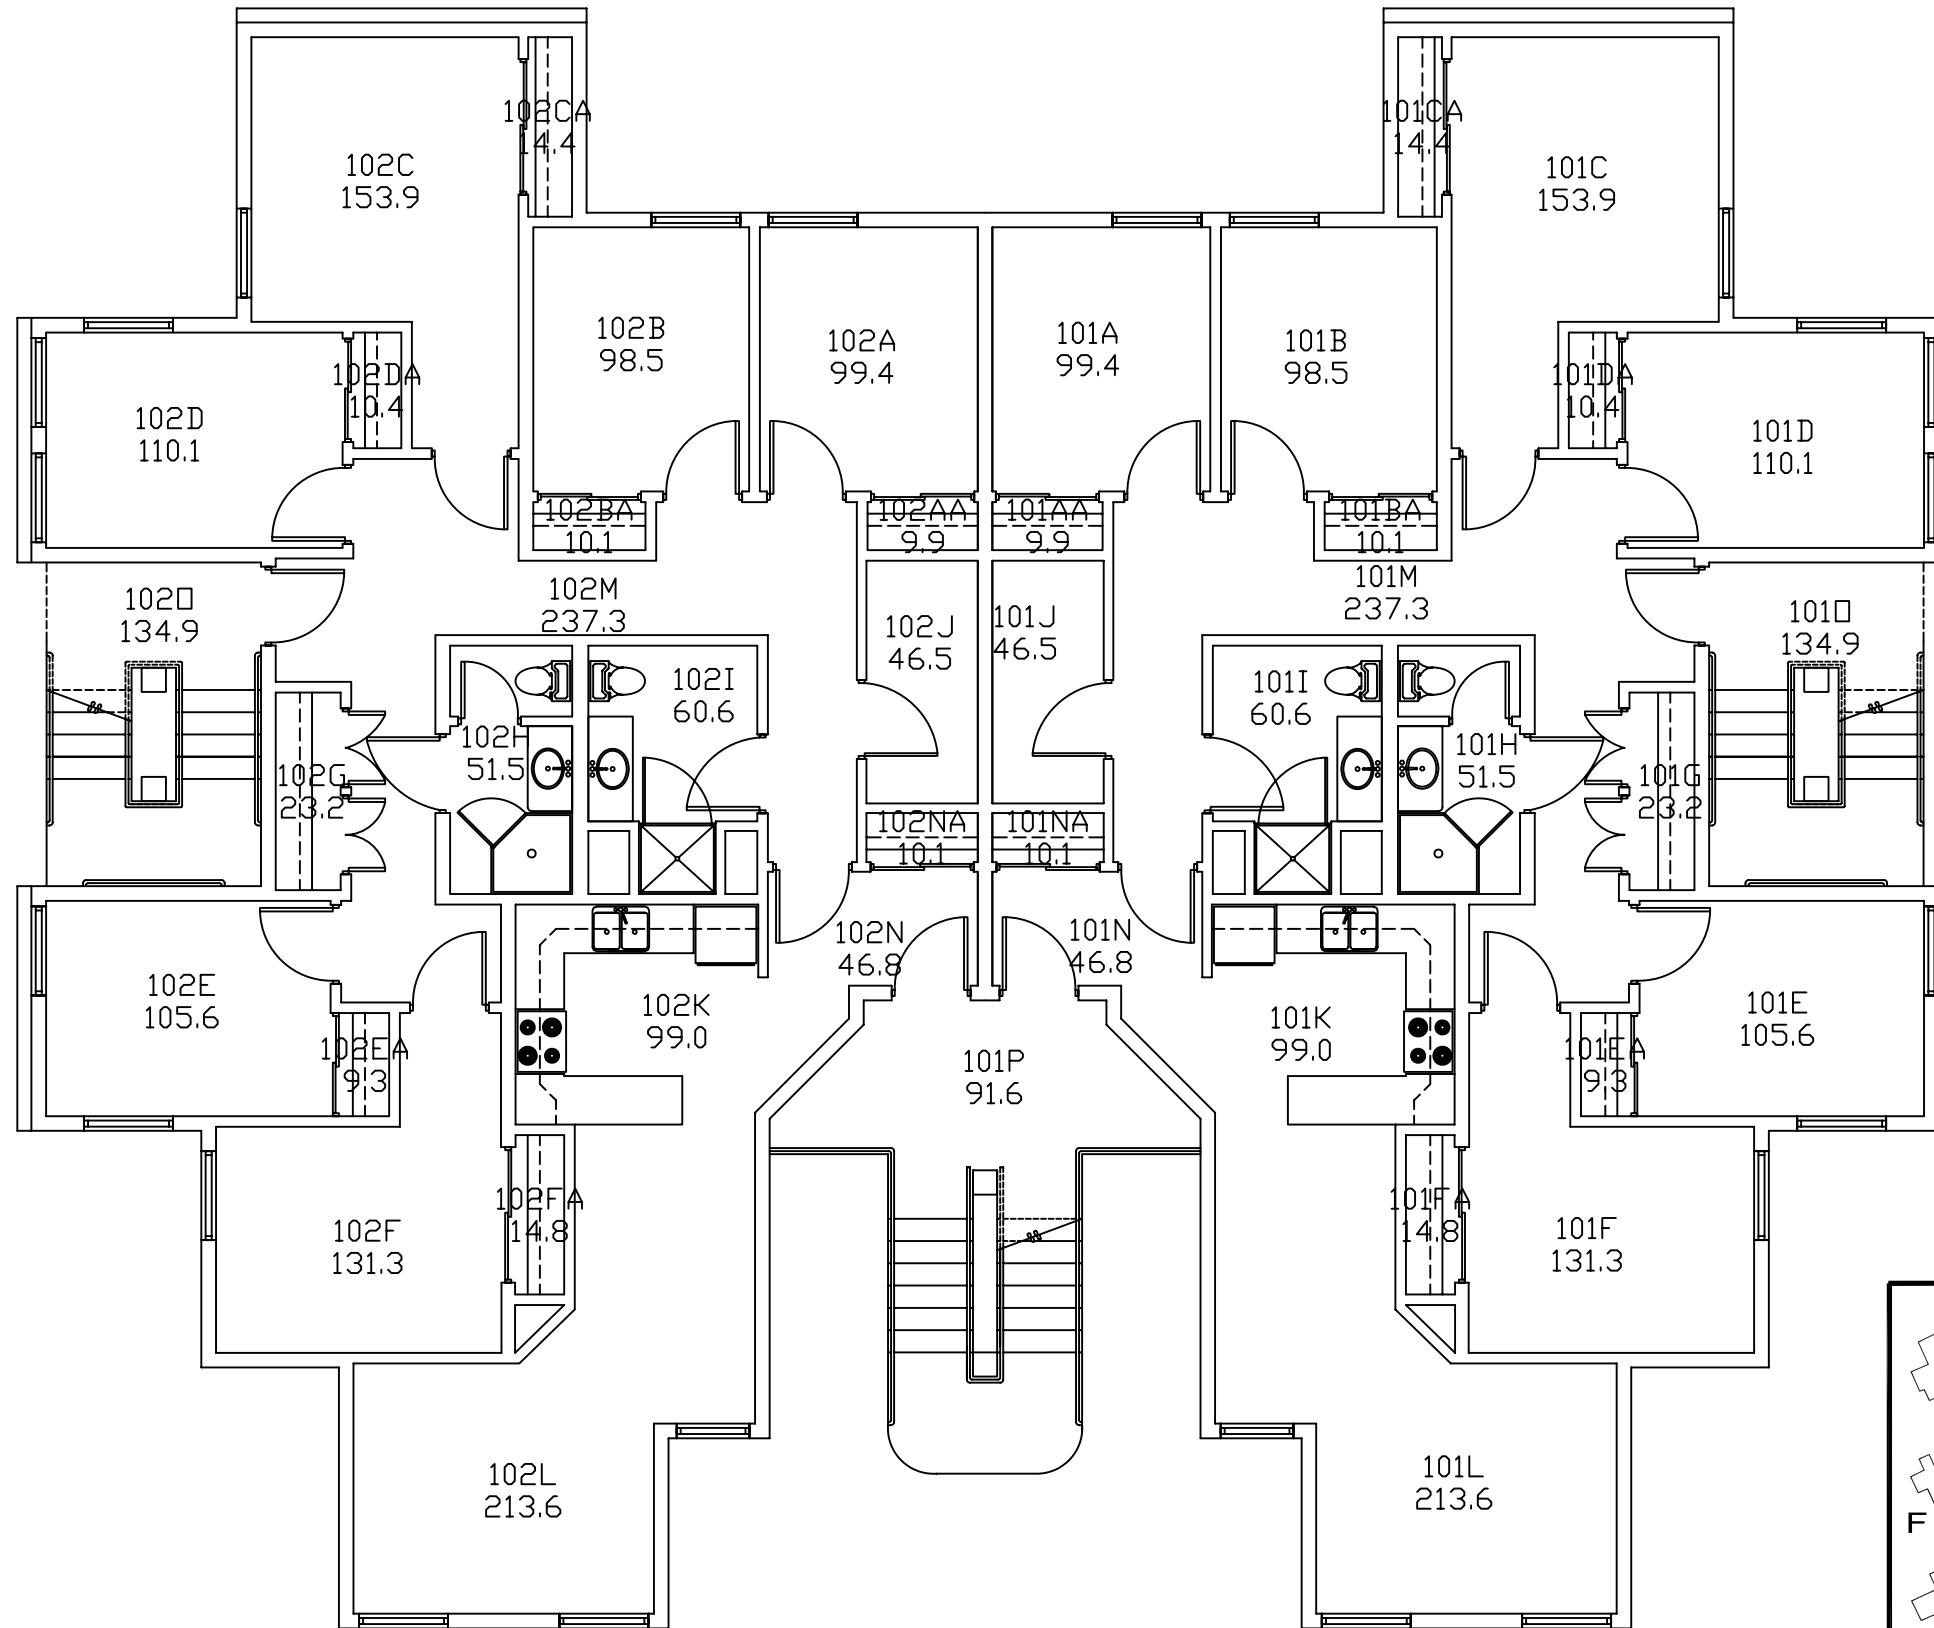 102CA
14.4
101CA
14.4
102C
153.9
101C
153.9
102B
98.5
102A
99.4
101A
99.4
101B
98.5
102DA
10.4
101DA
10.4
102D
110.1
101D
110.1
102BA
10.1
102AA
9.9
101AA
9.9
101BA
10.1
102M
237.3
101M
237.3
102O
134.9
101O
134.9
102J
46.5
101J
46.5
102I
60.6
101I
60.6
102H
51.5
101H
51.5
102G
23.2
101G
23.2
102NA
10.1
101NA
10.1
102N
46.8
101N
46.8
102E
105.6
101E
105.6
102K
99.0
101K
99.0
102EA
9.3
101EA
9.3
101P
91.6
102FA
14.8
101FA
14.8
102F
131.3
101F
131.3
102L
213.6
101L
213.6
F